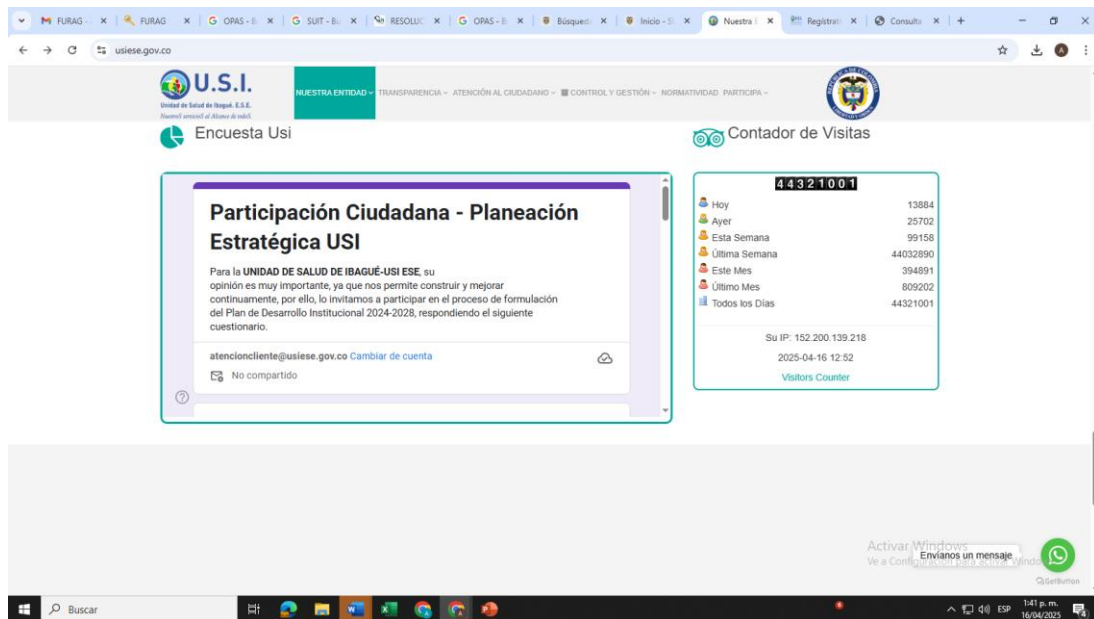 FURAG -
FURAG
OPAS - B
SUIT - Bu
RESOLUC
OPAS - B
Búsqued
Inicio - S
Nuestra E
Registrat
Consulta
usiese.gov.co
U.S.I.
Unidad de Salud de Ibagué. E.S.E.
NUESTRA ENTIDAD
TRANSPARENCIA
ATENCIÓN AL CIUDADANO
CONTROL Y GESTIÓN
NORMATIVIDAD
PARTICIPA
Encuesta Usi
Participación Ciudadana - Planeación
Estratégica USI
Para la UNIDAD DE SALUD DE IBAGUÉ-USI ESE, su
opinión es muy importante, ya que nos permite construir y mejorar
continuamente, por ello, lo invitamos a participar en el proceso de formulación
del Plan de Desarrollo Institucional 2024-2028, respondiendo el siguiente
cuestionario.
atencioncliente@usiese.gov.co Cambiar de cuenta
No compartido
Contador de Visitas
44321001
Hoy 13884
Ayer 25702
Esta Semana 99158
Última Semana 44032890
Este Mes 394891
Último Mes 809202
Todos los Días 44321001
Su IP: 152.200.139.218
2025-04-16 12:52
Visitors Counter
Activar Windows
Ve a
Envíanos un mensaje
GetButton
Buscar
ESP
1:41 p. m.
16/04/2025